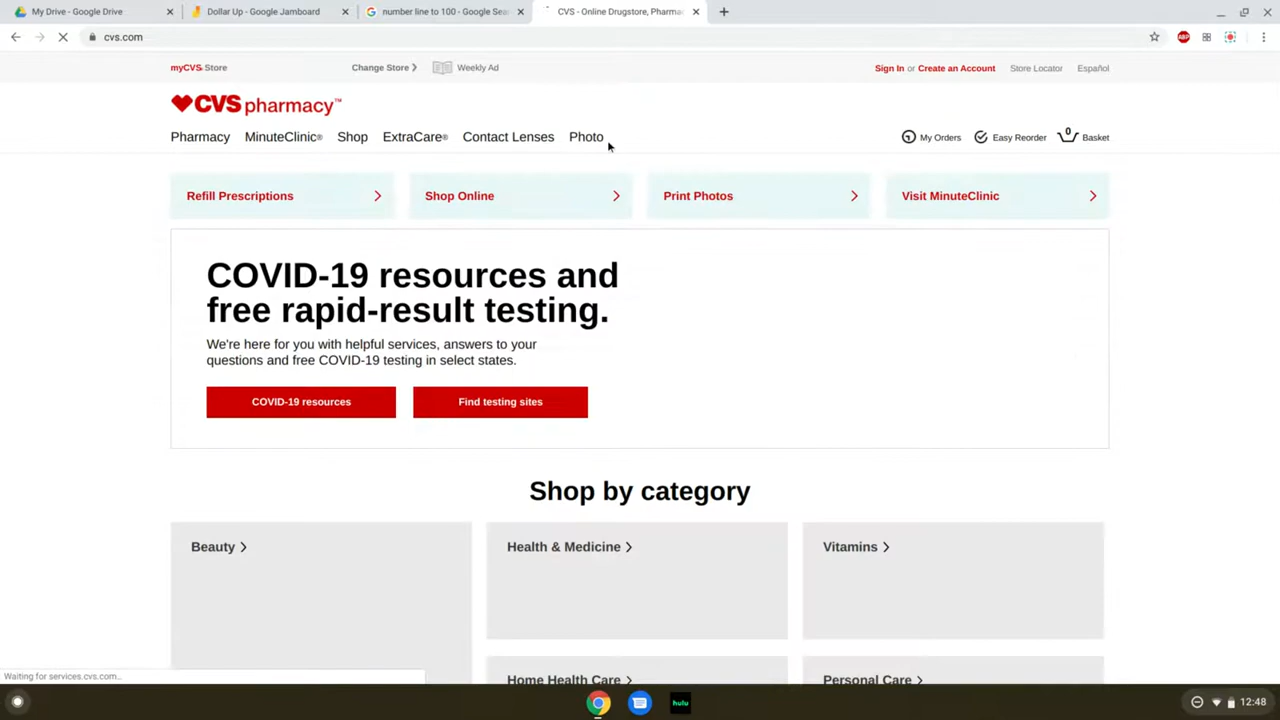 My Drive - Google Drive
Dollar Up - Google Jamboard
number line to 100 - Google Sea
CVS - Online Drugstore, Pharma
cvs.com
ABP
myCVS® Store
Change Store
Weekly Ad
Sign In or Create an Account
Store Locator
Español
CVS pharmacy™
Pharmacy
MinuteClinic®
Shop
ExtraCare®
Contact Lenses
Photo
My Orders
Easy Reorder
0
Basket
Refill Prescriptions
Shop Online
Print Photos
Visit MinuteClinic
COVID-19 resources and
free rapid-result testing.
We're here for you with helpful services, answers to your
questions and free COVID-19 testing in select states.
COVID-19 resources
Find testing sites
Shop by category
Beauty
Health & Medicine
Vitamins
Home Health Care
Personal Care
Waiting for services.cvs.com...
hulu
12:48